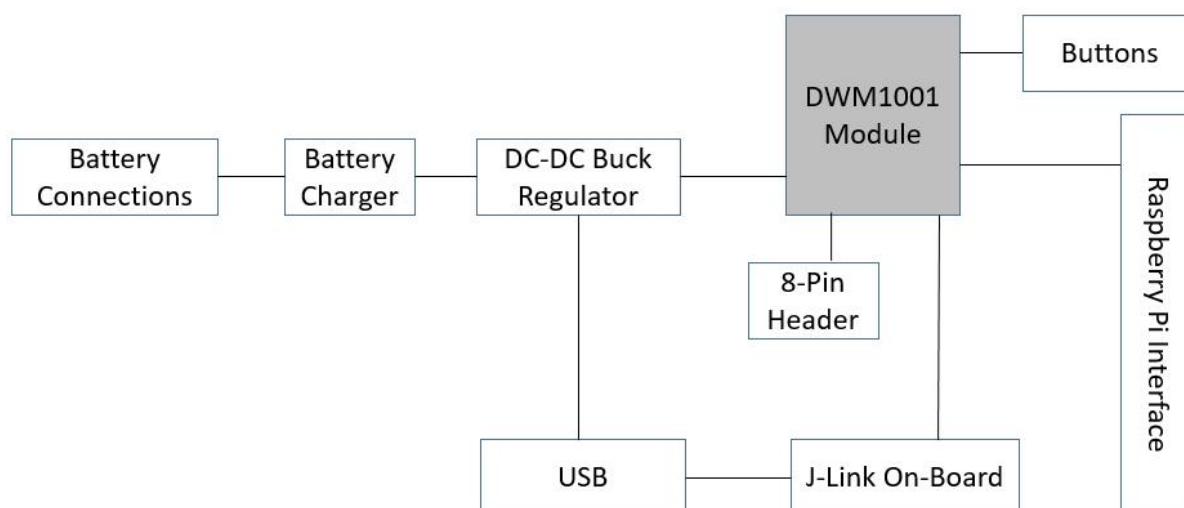 DWM1001
Module
Buttons
Battery
Connections
Battery
Charger
DC-DC Buck
Regulator
8-Pin
Header
Raspberry Pi Interface
USB
J-Link On-Board